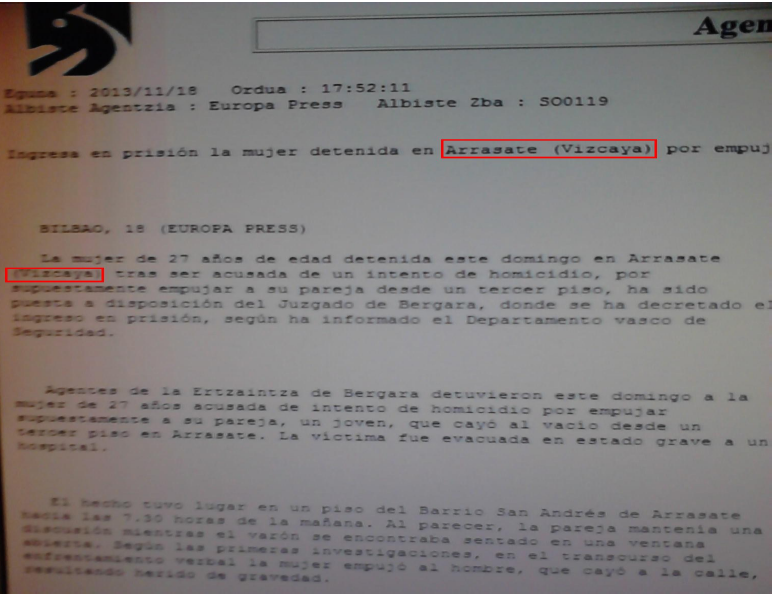 Agen
Eguna : 2013/11/18 Ordua : 17:52:11
Albiste Agentzia : Europa Press Albiste Zba : SO0119
Ingresa en prisión la mujer detenida en Arrasate (Vizcaya) por empuj
BILBAO, 18 (EUROPA PRESS)
La mujer de 27 años de edad detenida este domingo en Arrasate
(Vizcaya) tras ser acusada de un intento de homicidio, por
supuestamente empujar a su pareja desde un tercer piso, ha sido
puesta a disposición del Juzgado de Bergara, donde se ha decretado el
ingreso en prisión, según ha informado el Departamento vasco de
Seguridad.
Agentes de la Ertzaintza de Bergara detuvieron este domingo a la
mujer de 27 años acusada de intento de homicidio por empujar
supuestamente a su pareja, un joven, que cayó al vacío desde un
tercer piso en Arrasate. La víctima fue evacuada en estado grave a un
hospital.
El hecho tuvo lugar en un piso del Barrio San Andrés de Arrasate
hacia las 7.30 horas de la mañana. Al parecer, la pareja mantenía una
discusión mientras el varón se encontraba sentado en una ventana
abierta. Según las primeras investigaciones, en el transcurso del
enfrentamiento verbal la mujer empujó al hombre, que cayó a la calle,
resultando herido de gravedad.